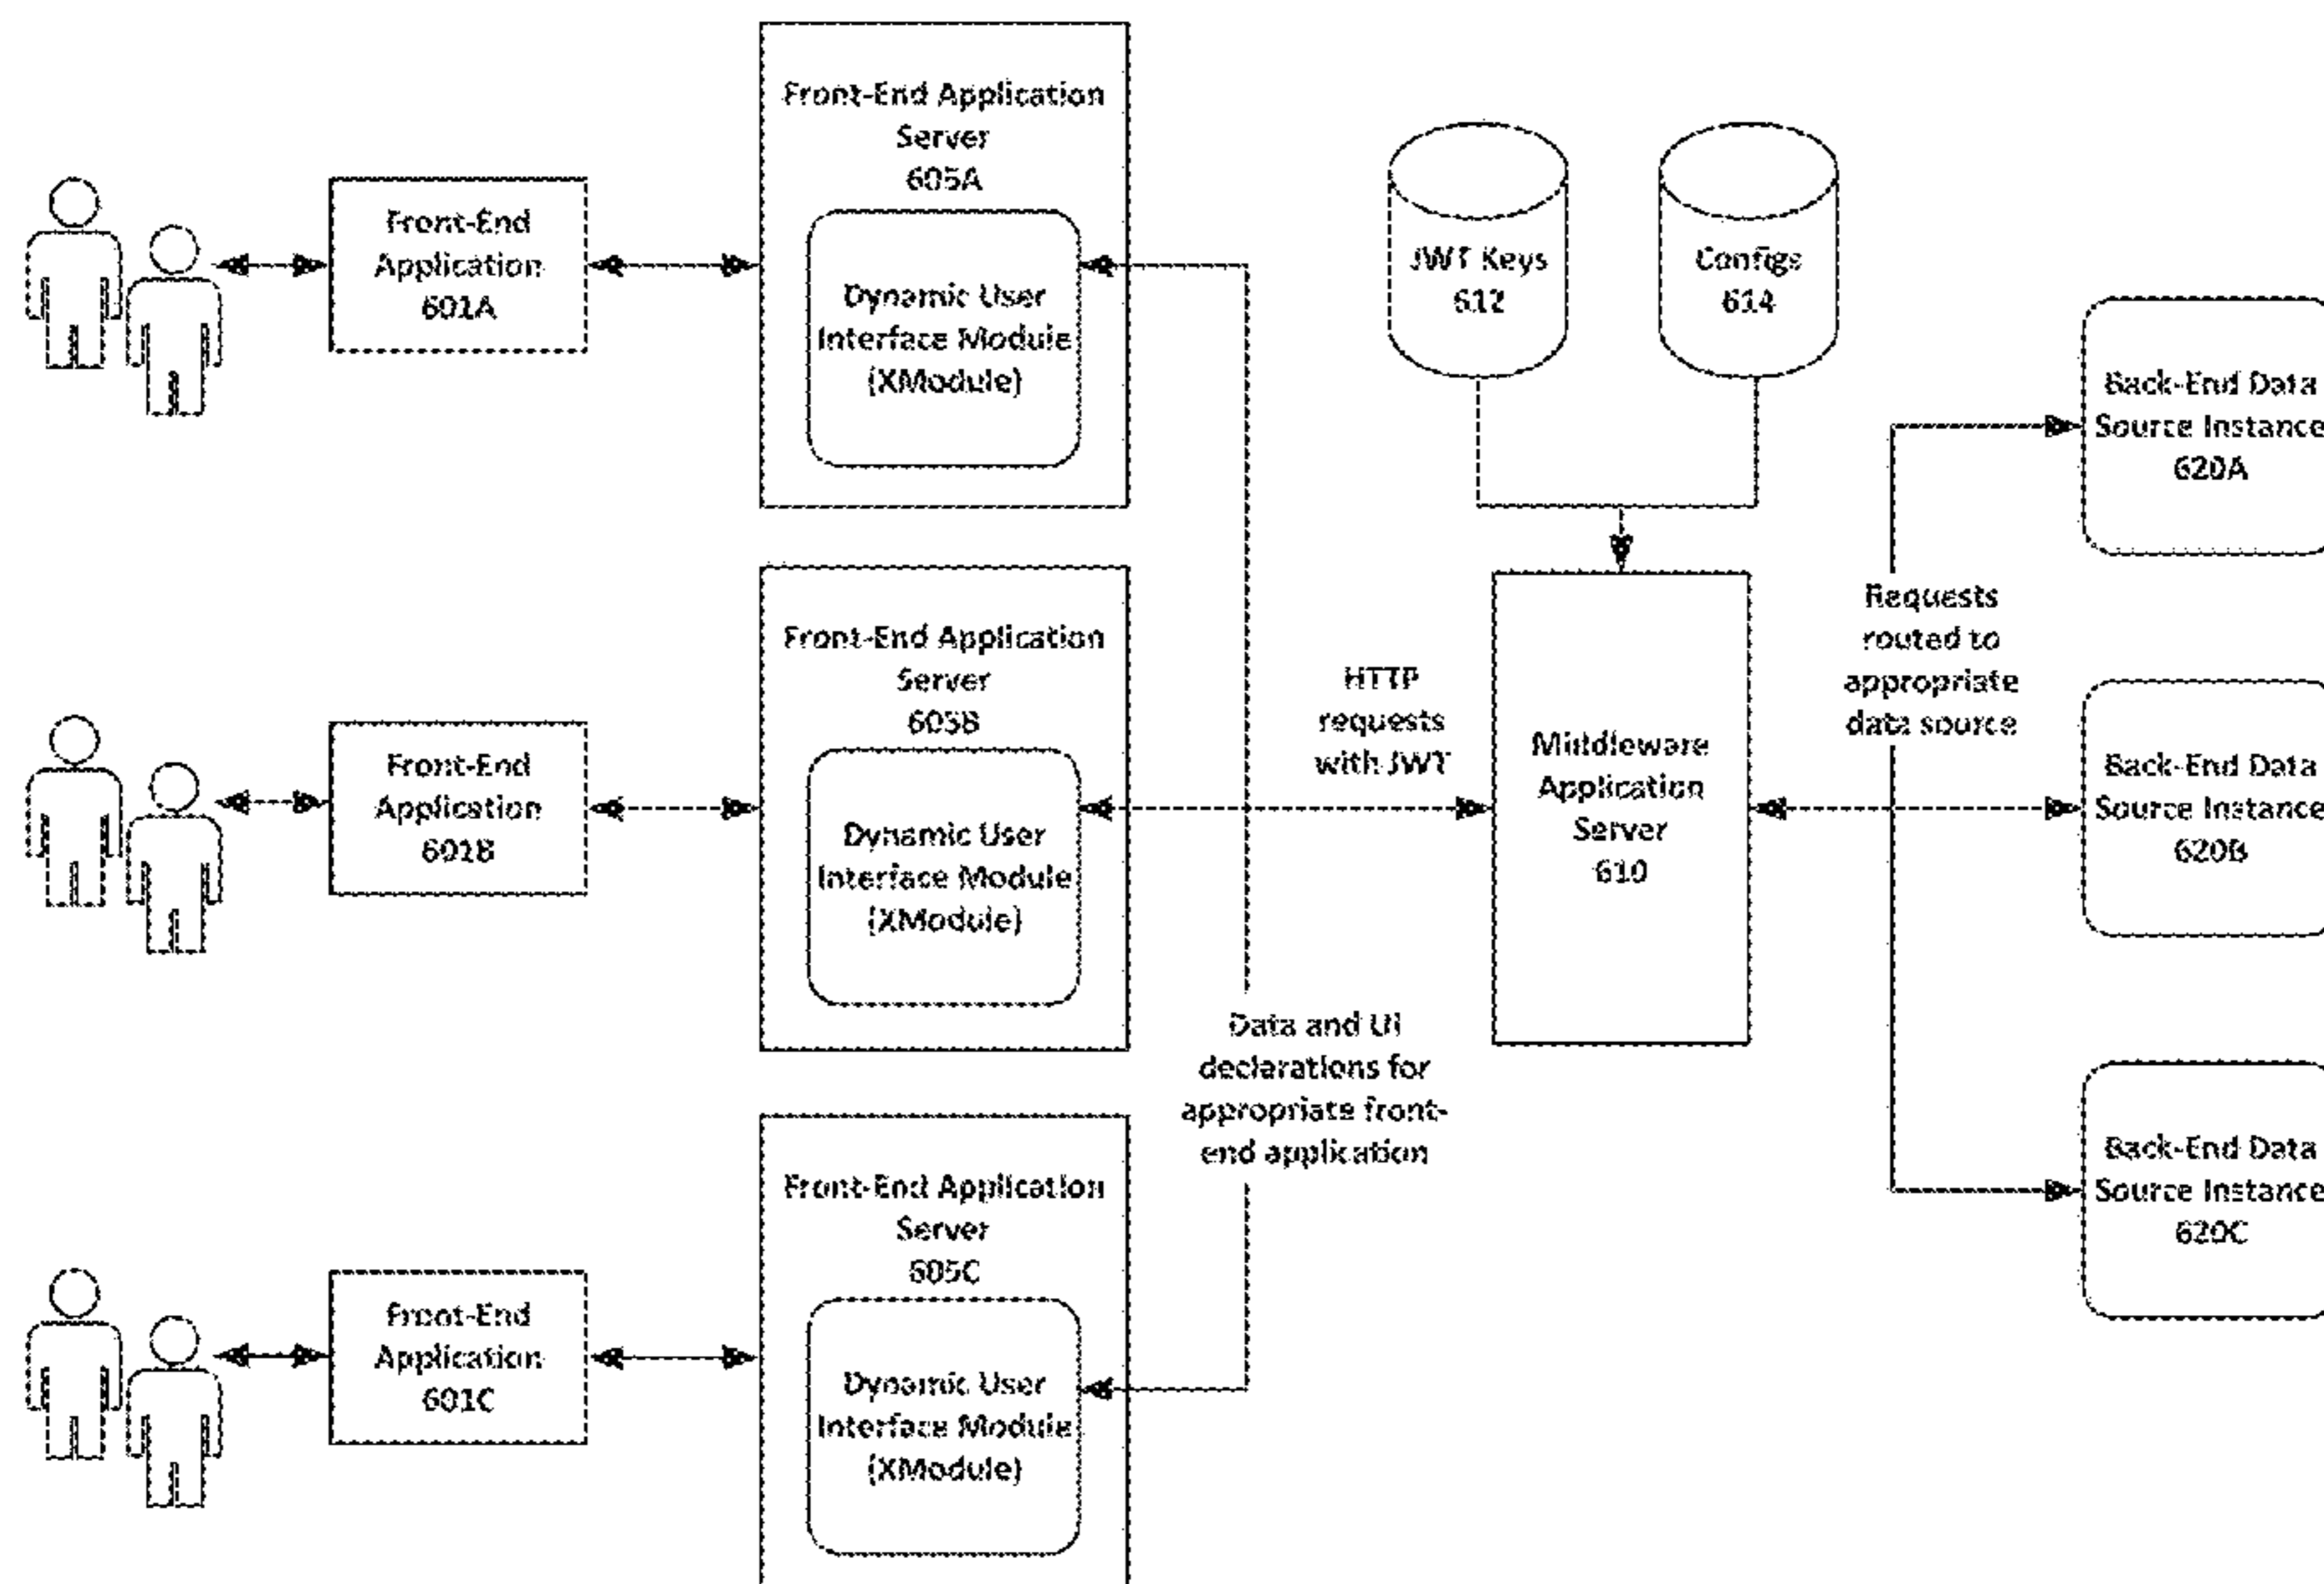 Front-End Application
Server
605A
Front-End
Application
601A
Dynamic User
Interface Module
(XModule)
JWT Keys
612
Configs
614
Back-End Data
Source Instance
620A
Front-End Application
Server
605B
Front-End
Application
601B
Dynamic User
Interface Module
(XModule)
HTTP
requests
with JWT
Middleware
Application
Server
610
Requests
routed to
appropriate
data source
Back-End Data
Source Instance
620B
Data and UI
declarations for
appropriate front-
end application
Front-End Application
Server
605C
Front-End
Application
601C
Dynamic User
Interface Module
(XModule)
Back-End Data
Source Instance
620C